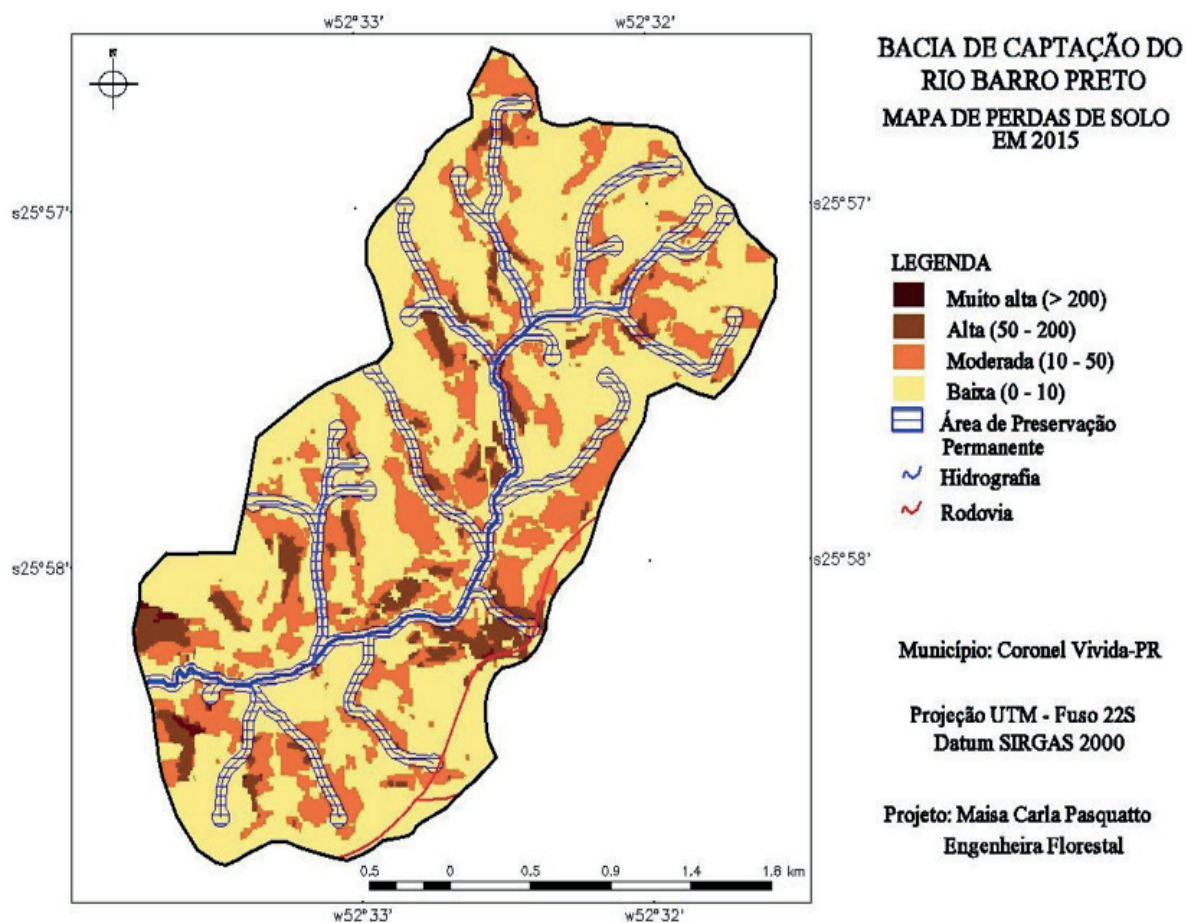 w52°33' w52°32'
N
s25°57' s25°57'
s25°58' s25°58'
0.5 0 0.5 0.9 1.4 1.8 km
w52°33' w52°32'
BACIA DE CAPTAÇÃO DO
RIO BARRO PRETO
MAPA DE PERDAS DE SOLO
EM 2015
LEGENDA
Muito alta (> 200)
Alta (50 - 200)
Moderada (10 - 50)
Baixa (0 - 10)
Área de Preservação
Permanente
Hidrografia
Rodovia
Município: Coronel Vivida-PR
Projeção UTM - Fuso 22S
Datum SIRGAS 2000
Projeto: Maisa Carla Pasquatto
Engenheira Florestal